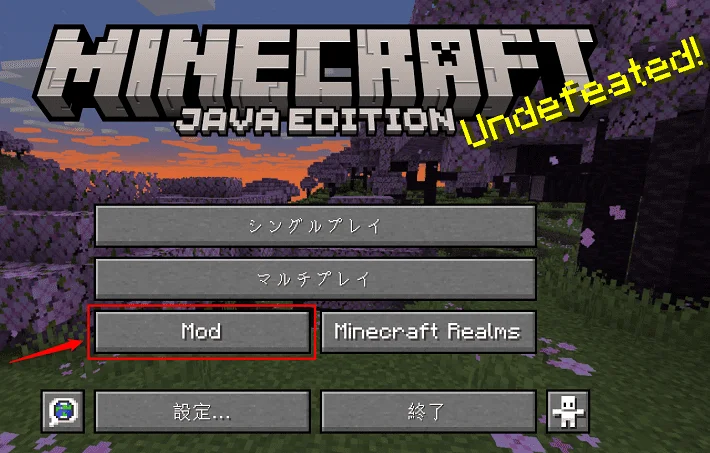 MINECRAFT
JAVA EDITION
Undefeated!
シングルプレイ
マルチプレイ
Mod
Minecraft Realms
設定...
終了